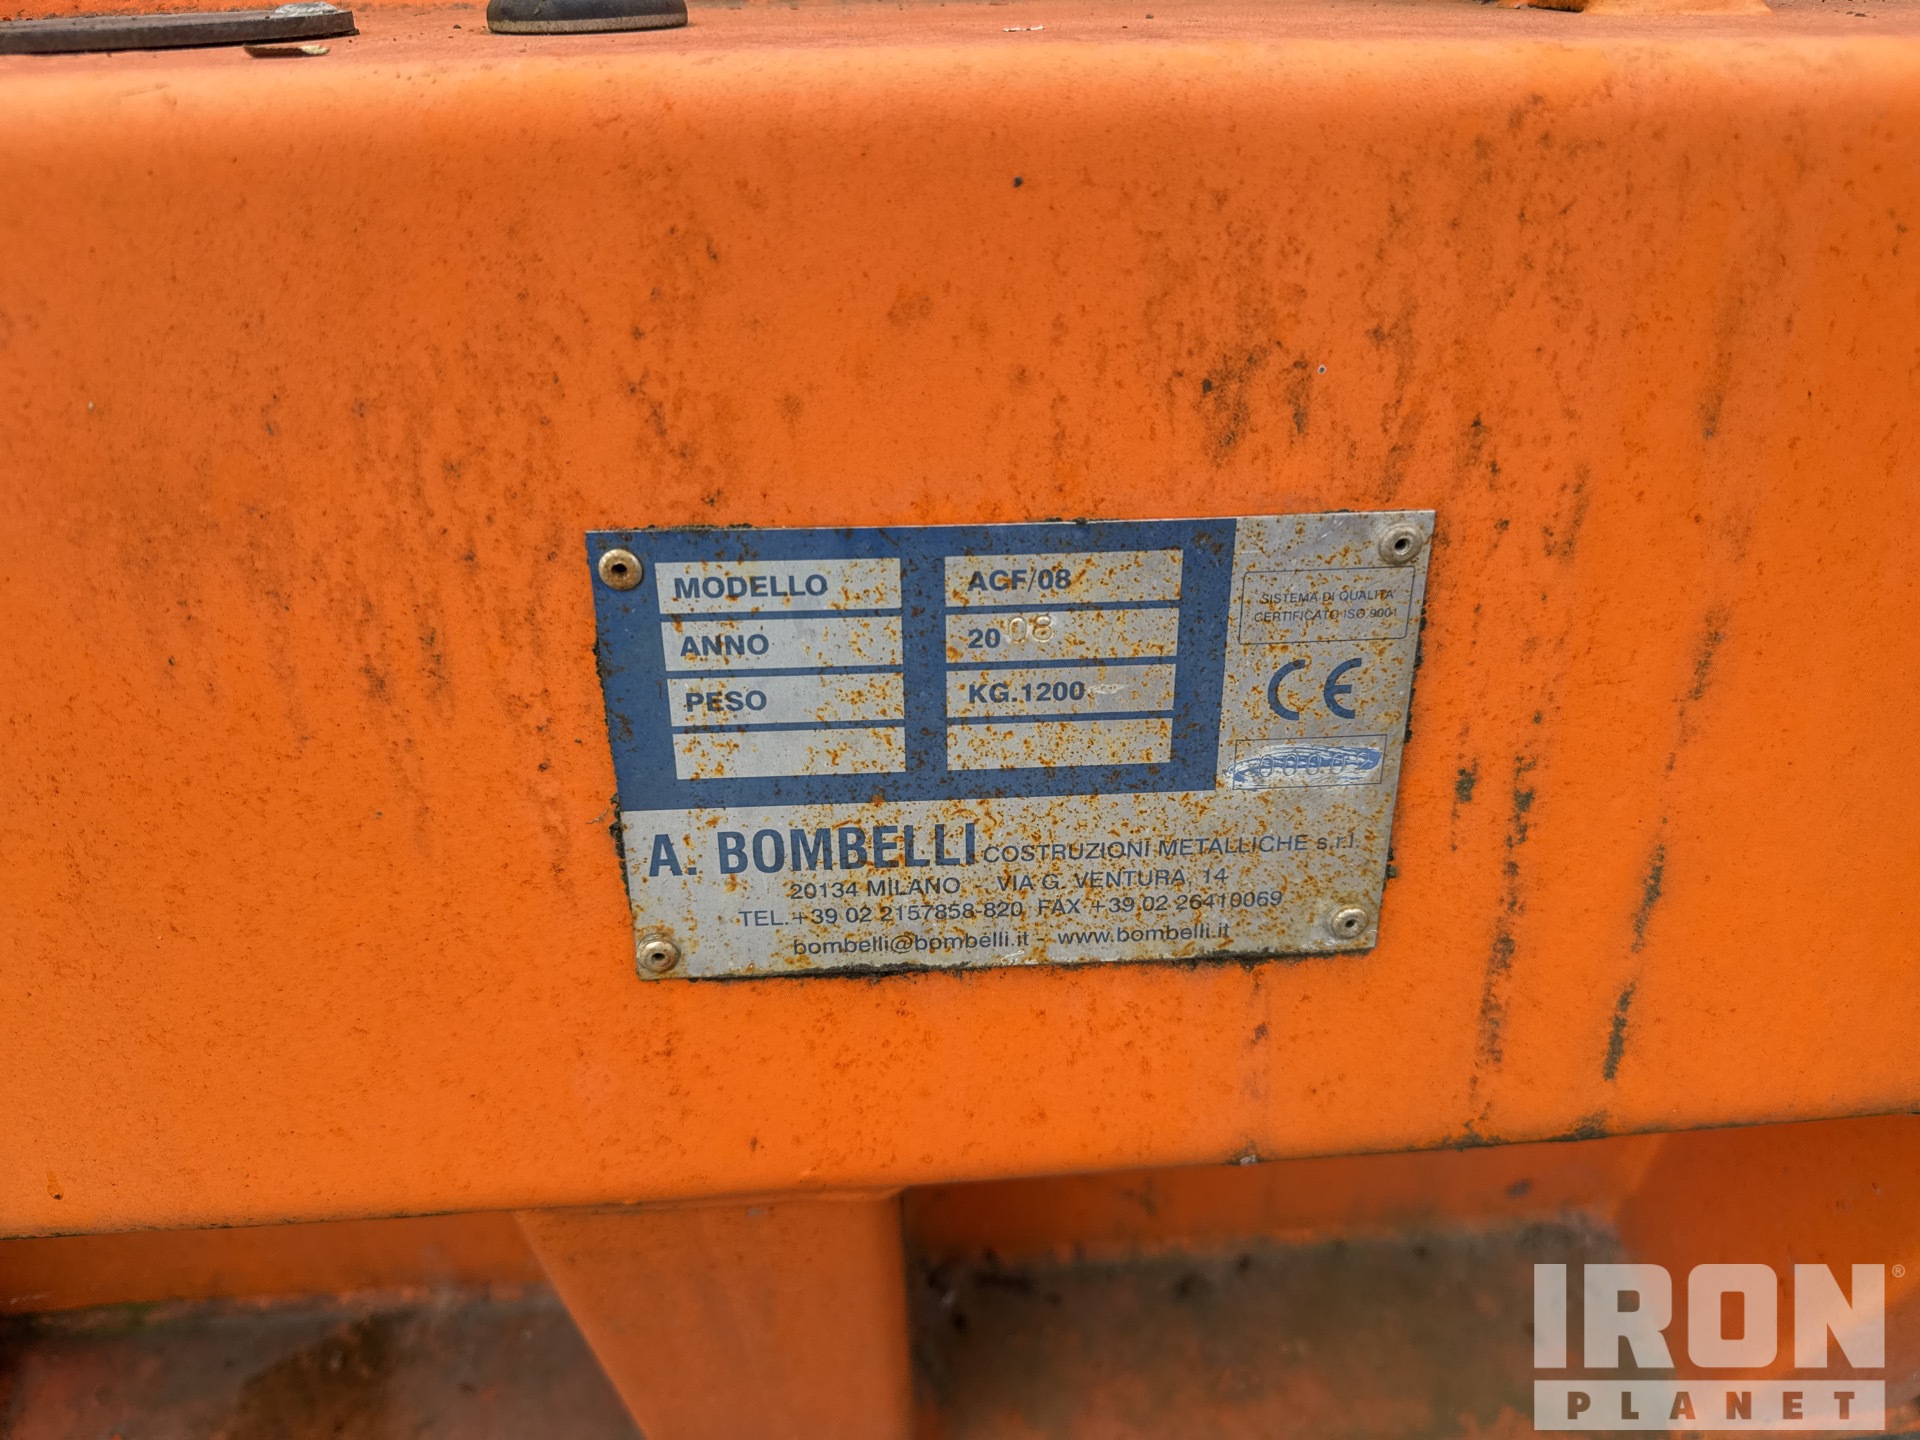 MODELLO ACF/08
ANNO 2008
PESO KG.1200
SISTEMA DI QUALITA'
CERTIFICATO ISO 9001
CE
A. BOMBELLI COSTRUZIONI METALLICHE s.r.l.
20134 MILANO - VIA G. VENTURA, 14
TEL.+39 02 2157858-820 FAX +39 02 26410069
bombelli@bombelli.it - www.bombelli.it
IRON®
PLANET